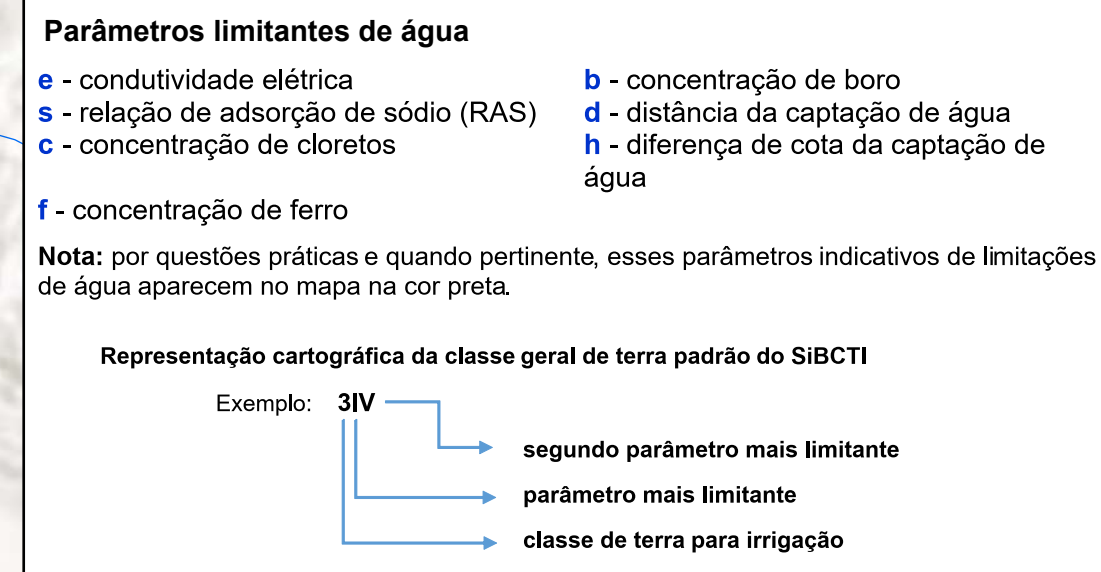 Parâmetros limitantes de água
e - condutividade elétrica
s - relação de adsorção de sódio (RAS)
c - concentração de cloretos
f - concentração de ferro
b - concentração de boro
d - distância da captação de água
h - diferença de cota da captação de
água
Nota: por questões práticas e quando pertinente, esses parâmetros indicativos de limitações
de água aparecem no mapa na cor preta.
Representação cartográfica da classe geral de terra padrão do SiBCTI
Exemplo: 3IV
segundo parâmetro mais limitante
parâmetro mais limitante
classe de terra para irrigação